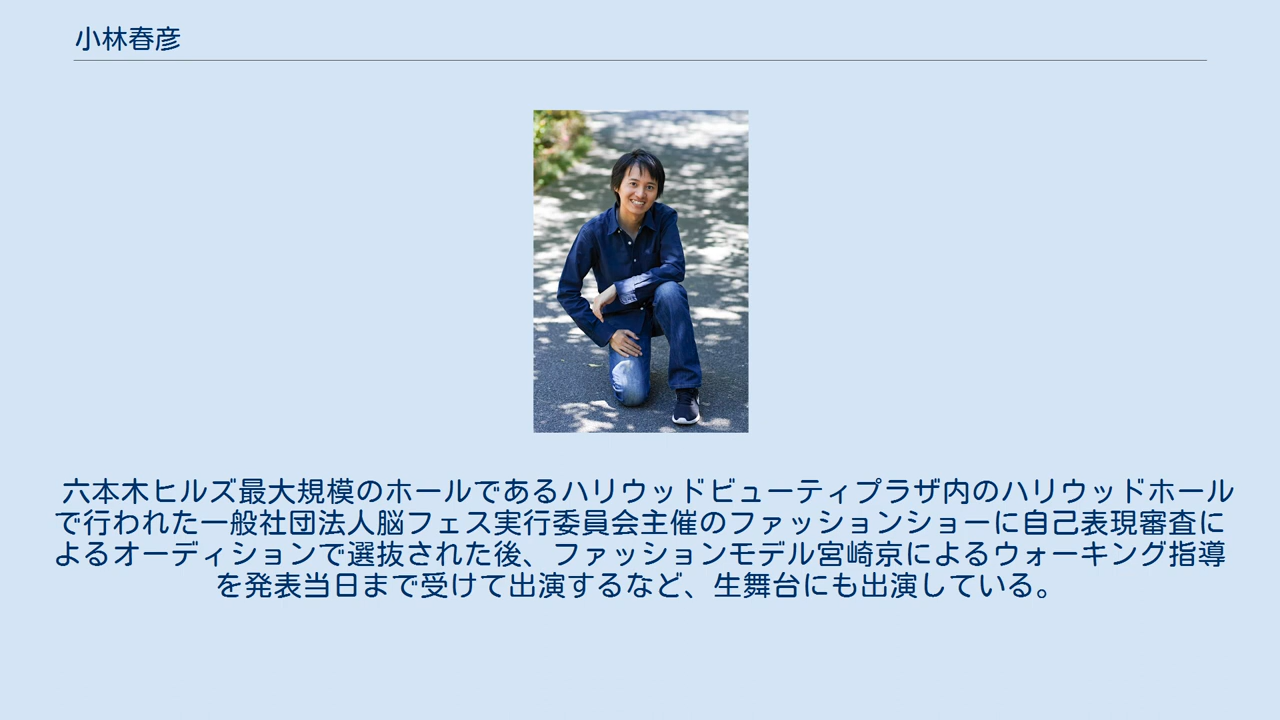 小林春彦
六本木ヒルズ最大規模のホールであるハリウッドビューティプラザ内のハリウッドホール
で行われた一般社団法人脳フェス実行委員会主催のファッションショーに自己表現審査に
よるオーディションで選抜された後、ファッションモデル宮崎京によるウォーキング指導
を発表当日まで受けて出演するなど、生舞台にも出演している。